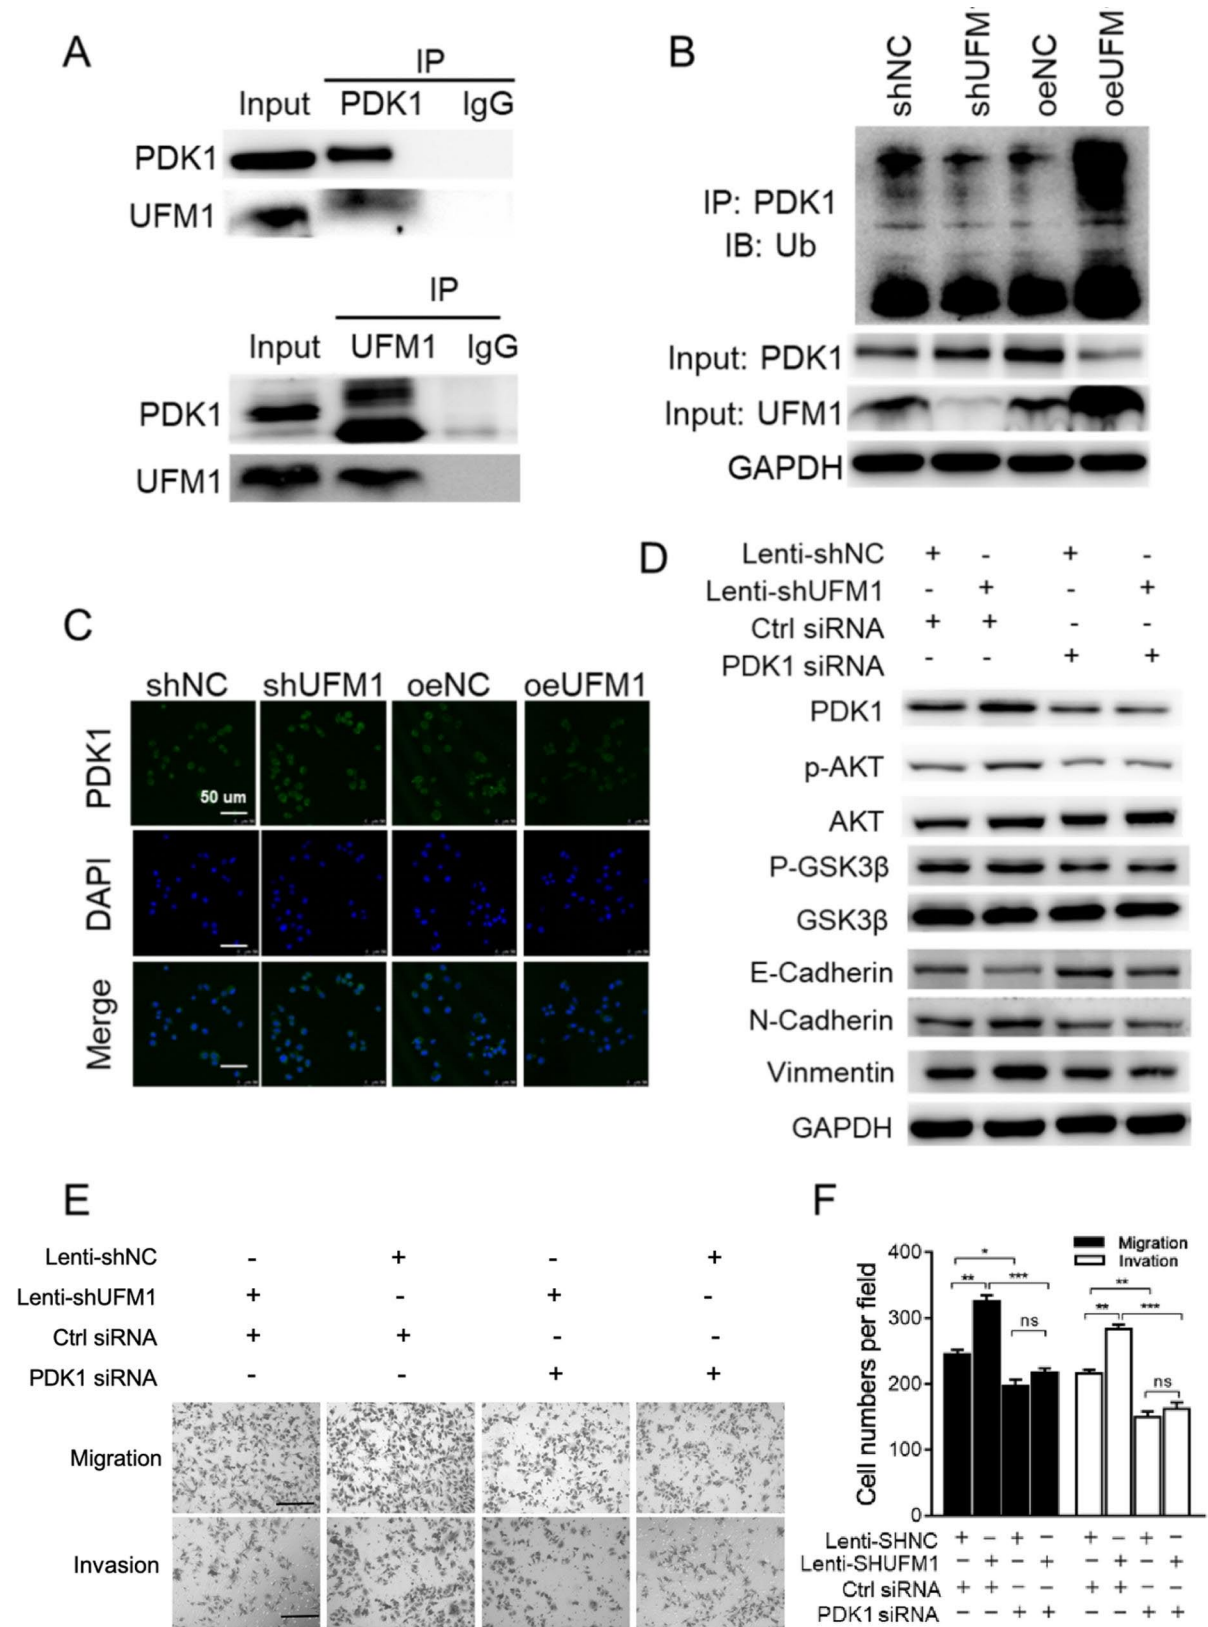 A
IP
Input PDK1 IgG
PDK1
UFM1
IP
Input UFM1 IgG
PDK1
UFM1
B
shNC
shUFM
oeNC
oeUFM
IP: PDK1
IB: Ub
Input: PDK1
Input: UFM1
GAPDH
C
shNC shUFM1 oeNC oeUFM1
PDK1
50 um
DAPI
Merge
D
Lenti-shNC + - + -
Lenti-shUFM1 - + - +
Ctrl siRNA + + - -
PDK1 siRNA - - + +
PDK1
p-AKT
AKT
P-GSK3β
GSK3β
E-Cadherin
N-Cadherin
Vinmentin
GAPDH
E
Lenti-shNC - + - +
Lenti-shUFM1 + - + -
Ctrl siRNA + + - -
PDK1 siRNA - - + +
Migration
Invasion
F
Migration
Invation
Cell numbers per field
400
300
200
100
0
* ** *** ns
** ** *** ns
Lenti-SHNC + − + − + − + −
Lenti-SHUFM1 − + − + − + − +
Ctrl siRNA + + − − + + − −
PDK1 siRNA − − + + − − + +